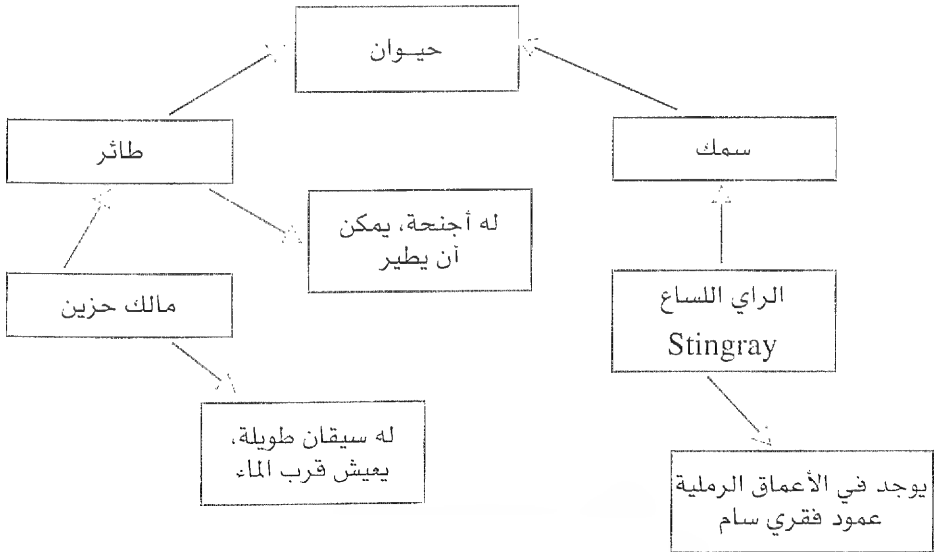 حيوان
طائر
سمك
له أجنحة، يمكن
أن يطير
مالك حزين
الراي اللساع
Stingray
له سيقان طويلة،
يعيش قرب الماء
يوجد في الأعماق الرملية
عمود فقري سام